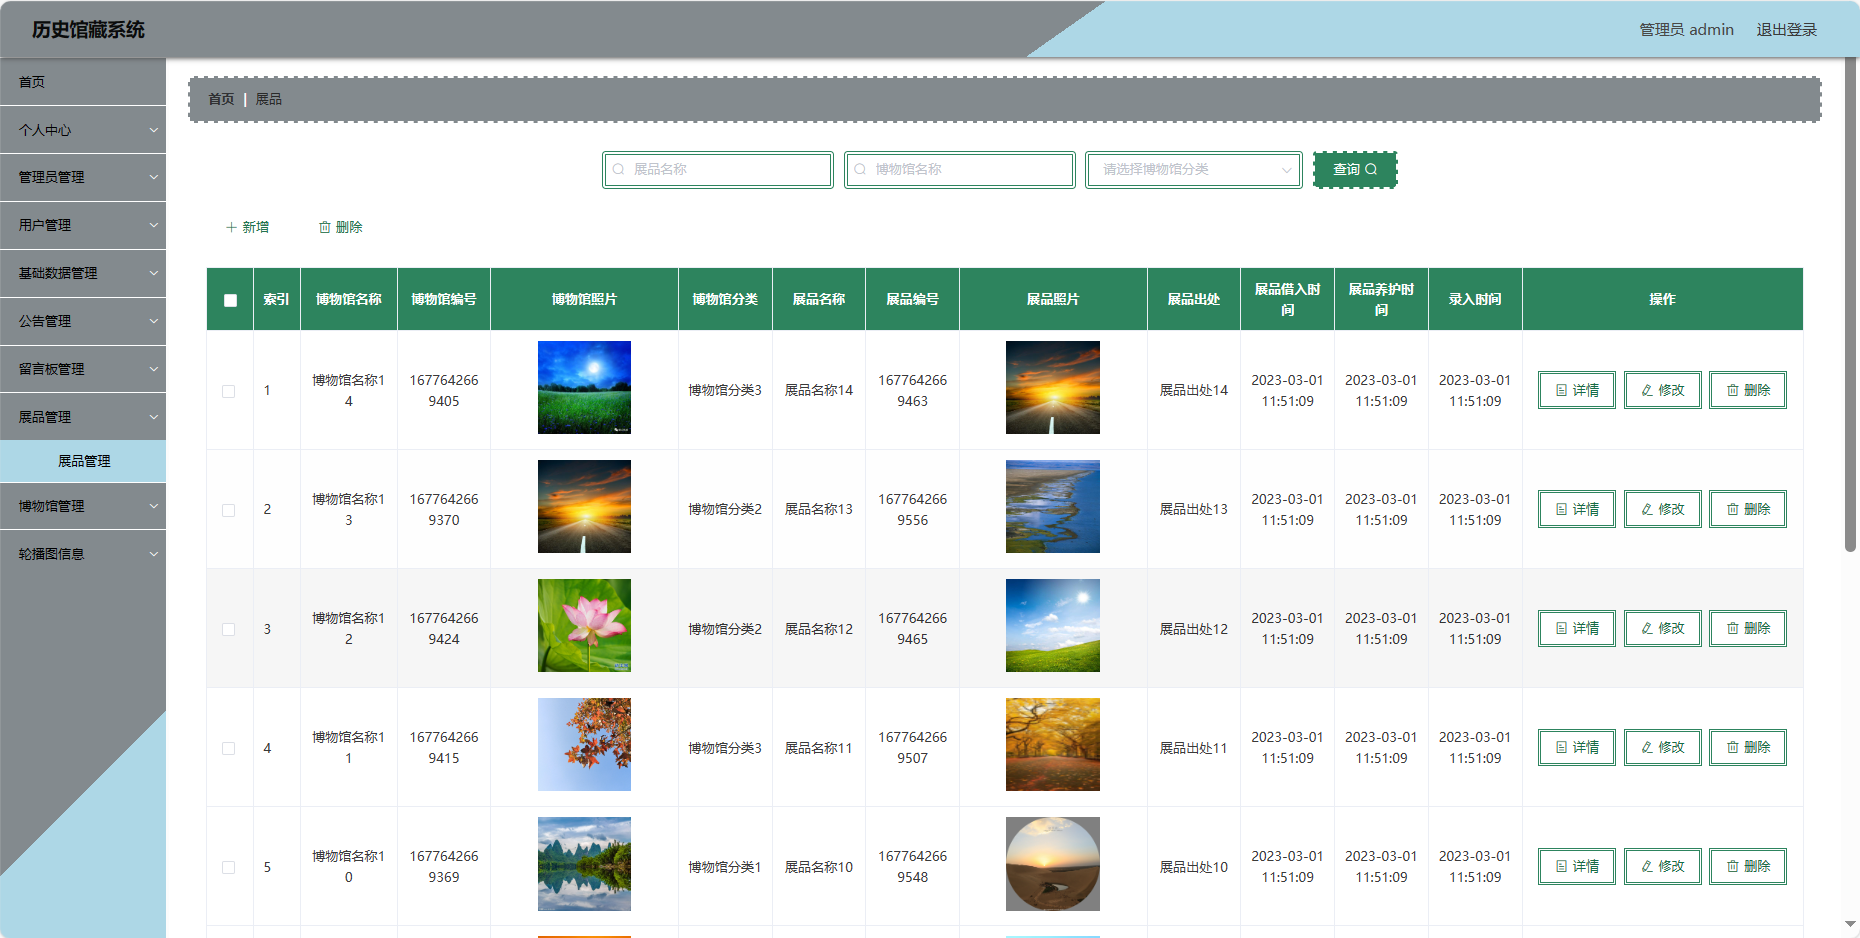 历史馆藏系统
管理员 admin
退出登录
首页
个人中心
管理员管理
用户管理
基础数据管理
公告管理
留言板管理
展品管理
展品管理
博物馆管理
轮播图信息
首页 | 展品
展品名称
博物馆名称
请选择博物馆分类
查询
新增
删除
索引 博物馆名称 博物馆编号 博物馆照片 博物馆分类 展品名称 展品编号 展品照片 展品出处 展品借入时间 展品养护时间 录入时间 操作
1 博物馆名称14 1677642669405 博物馆分类3 展品名称14 1677642669463 展品出处14 2023-03-01 11:51:09 2023-03-01 11:51:09 2023-03-01 11:51:09 详情 修改 删除
2 博物馆名称13 1677642669370 博物馆分类2 展品名称13 1677642669556 展品出处13 2023-03-01 11:51:09 2023-03-01 11:51:09 2023-03-01 11:51:09 详情 修改 删除
3 博物馆名称12 1677642669424 博物馆分类2 展品名称12 1677642669465 展品出处12 2023-03-01 11:51:09 2023-03-01 11:51:09 2023-03-01 11:51:09 详情 修改 删除
4 博物馆名称11 1677642669415 博物馆分类3 展品名称11 1677642669507 展品出处11 2023-03-01 11:51:09 2023-03-01 11:51:09 2023-03-01 11:51:09 详情 修改 删除
5 博物馆名称10 1677642669369 博物馆分类1 展品名称10 1677642669548 展品出处10 2023-03-01 11:51:09 2023-03-01 11:51:09 2023-03-01 11:51:09 详情 修改 删除